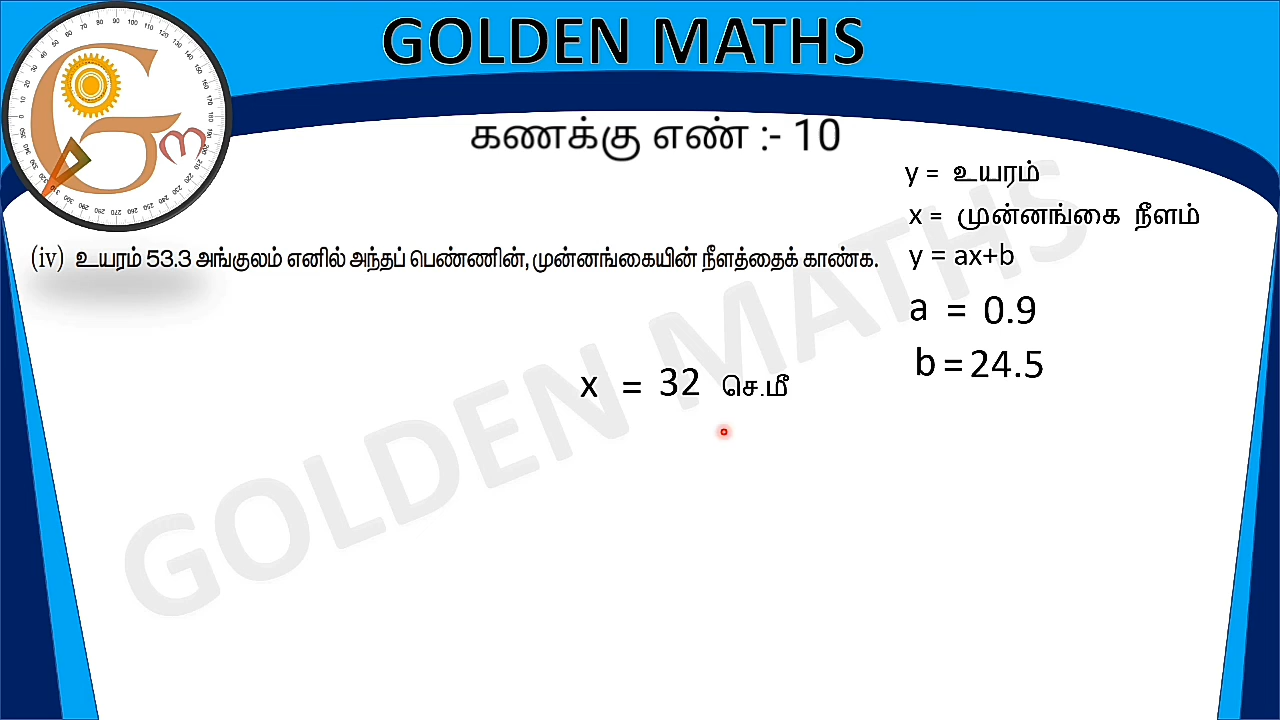 GOLDEN MATHS
கணக்கு எண் :- 10
y = உயரம்
x = முன்னங்கை நீளம்
(iv) உயரம் 53.3 அங்குலம் எனில் அந்தப் பெண்ணின், முன்னங்கையின் நீளத்தைக் காண்க.
y = ax+b
a = 0.9
b = 24.5
x = 32 செ.மீ
GOLDEN MATHS